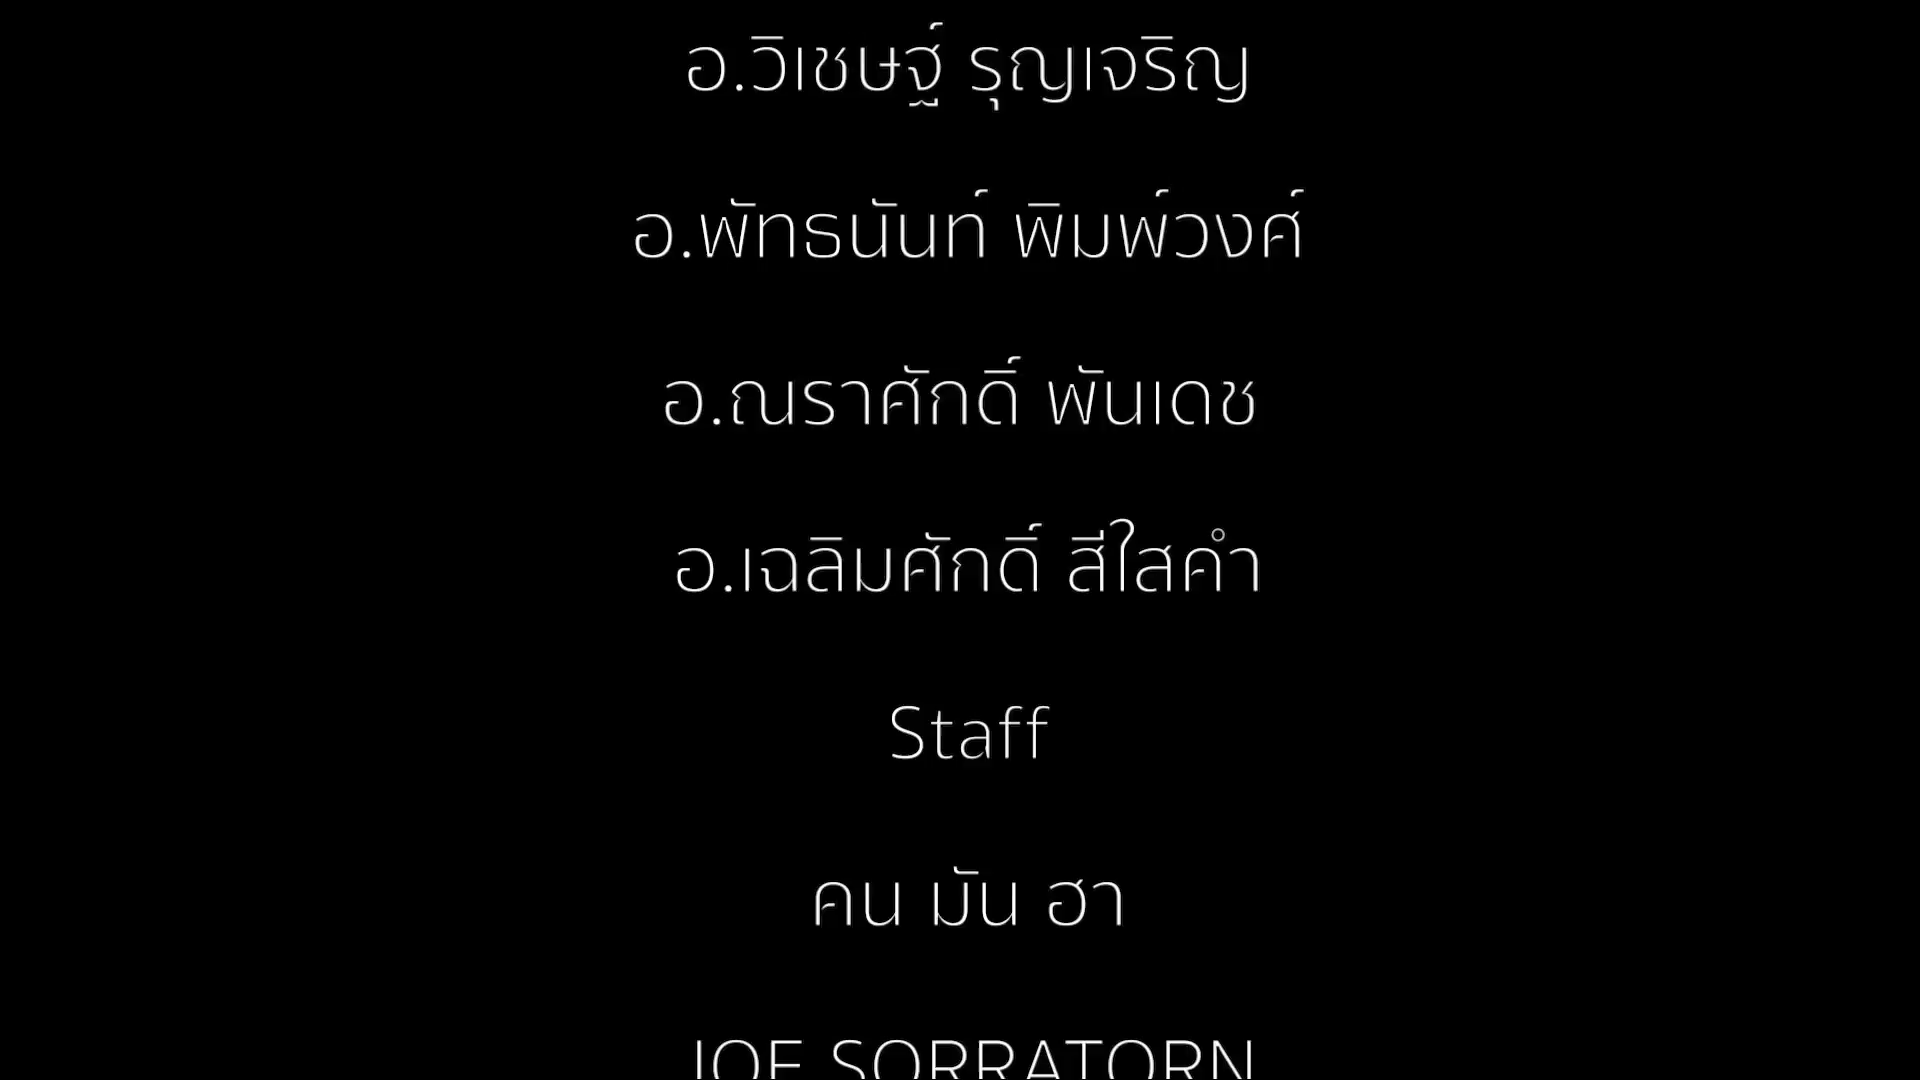 อ.วิเชษฐ์ รุญเจริญ
อ.พัทธนันท์ พิมพ์วงศ์
อ.ณราศักดิ์ พันเดช
อ.เฉลิมศักดิ์ สีใสคำ
Staff
คน มัน ฮา
JOE SORRATORN